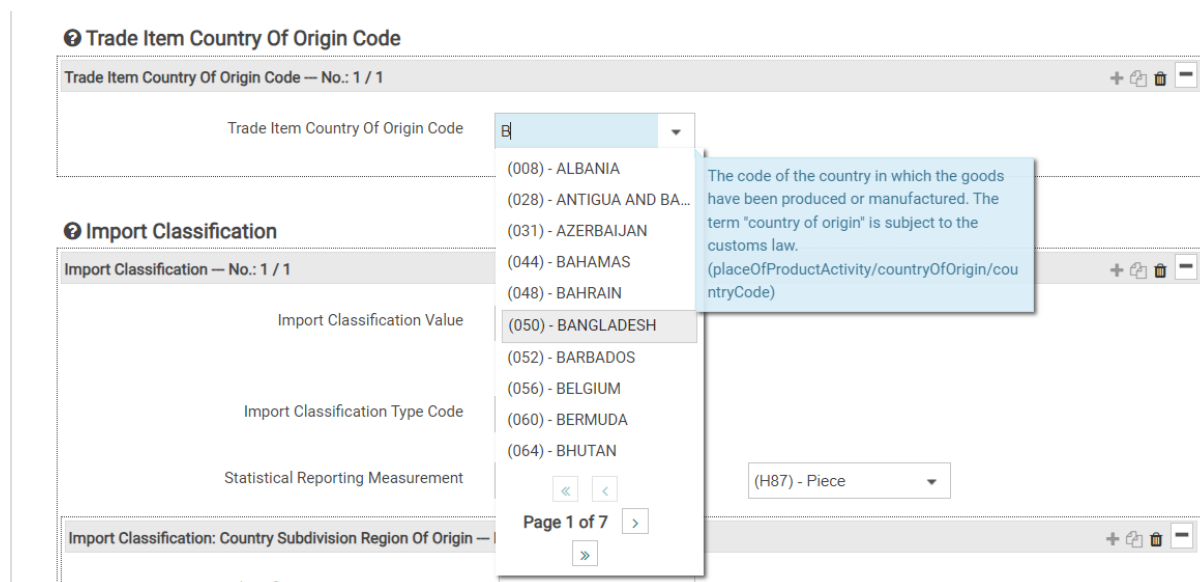 Trade Item Country Of Origin Code
Trade Item Country Of Origin Code -- No.: 1 / 1
Trade Item Country Of Origin Code
B
(008) - ALBANIA
(028) - ANTIGUA AND BA...
(031) - AZERBAIJAN
(044) - BAHAMAS
(048) - BAHRAIN
(050) - BANGLADESH
(052) - BARBADOS
(056) - BELGIUM
(060) - BERMUDA
(064) - BHUTAN
Page 1 of 7
The code of the country in which the goods
have been produced or manufactured. The
term "country of origin" is subject to the
customs law.
(placeOfProductActivity/countryOfOrigin/cou
ntryCode)
Import Classification
Import Classification -- No.: 1 / 1
Import Classification Value
Import Classification Type Code
Statistical Reporting Measurement
(H87) - Piece
Import Classification: Country Subdivision Region Of Origin --